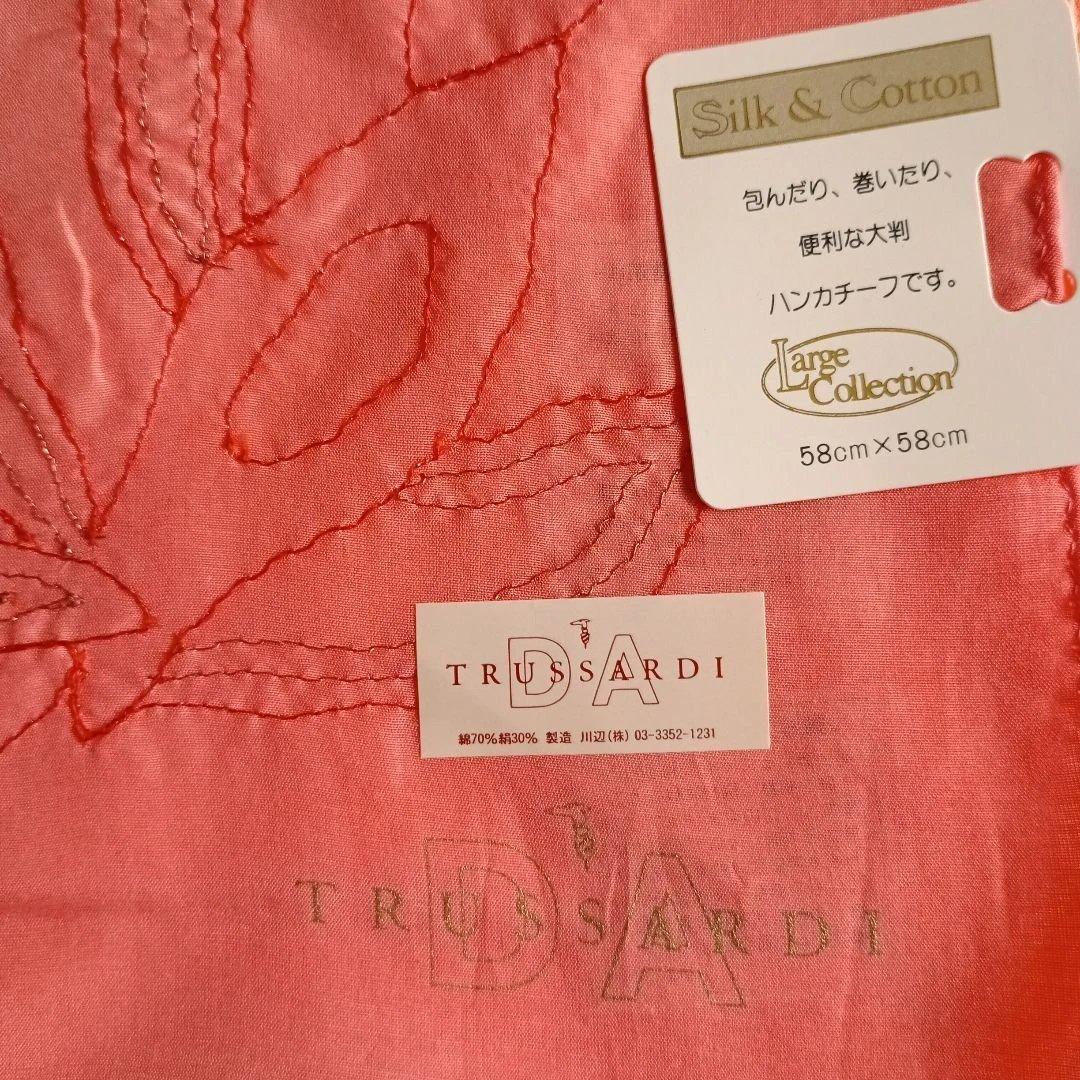 Silk & Cotton
包んだり、巻いたり、
便利な大判
ハンカチーフです。
Large
Collection
58cm×58cm
DA
TRUSSARDI
綿70%絹30% 製造 川辺(株) 03-3352-1231
DA
TRUSSARDI